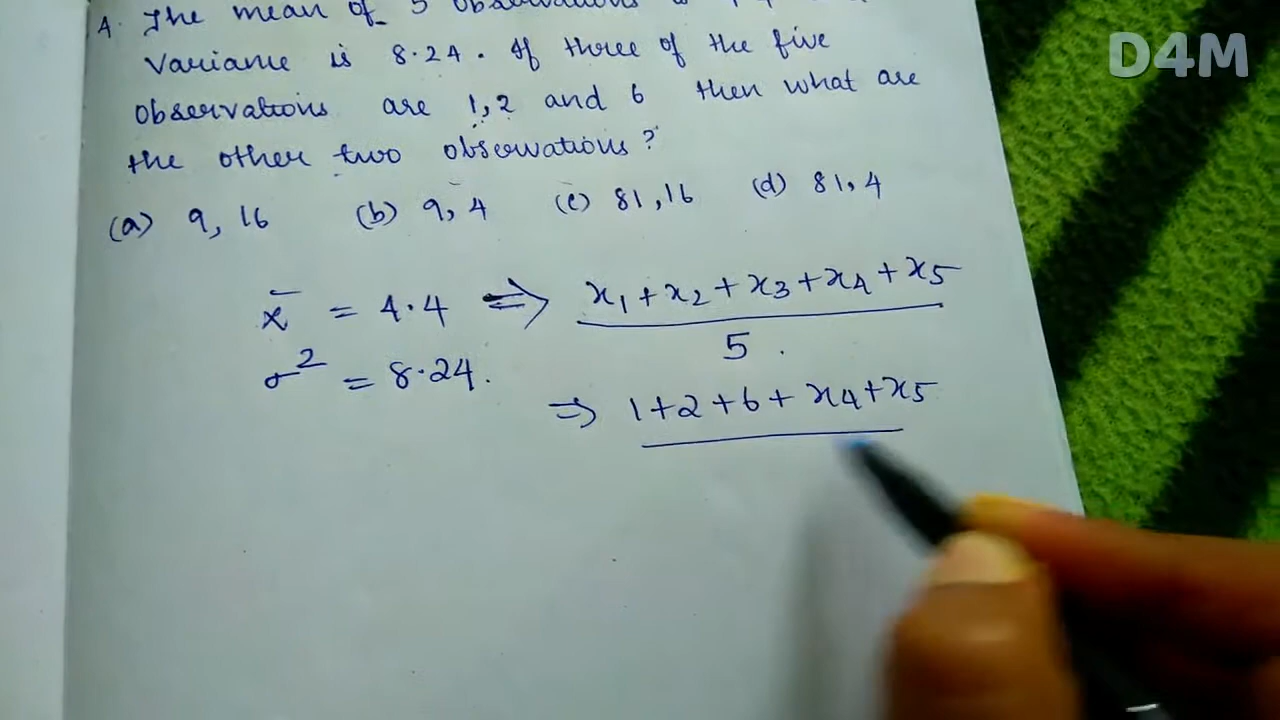 D4M
4. The mean of 5 observations
variance is 8.24. If three of the five
observations are 1,2 and 6 then what are
the other two observations?
(a) 9, 16 (b) 9, 4 (c) 81,16 (d) 81,4
x̄ = 4.4 ⇒ x₁+x₂+x₃+x₄+x₅
5.
σ² = 8.24.
⇒ 1+2+6+x₄+x₅